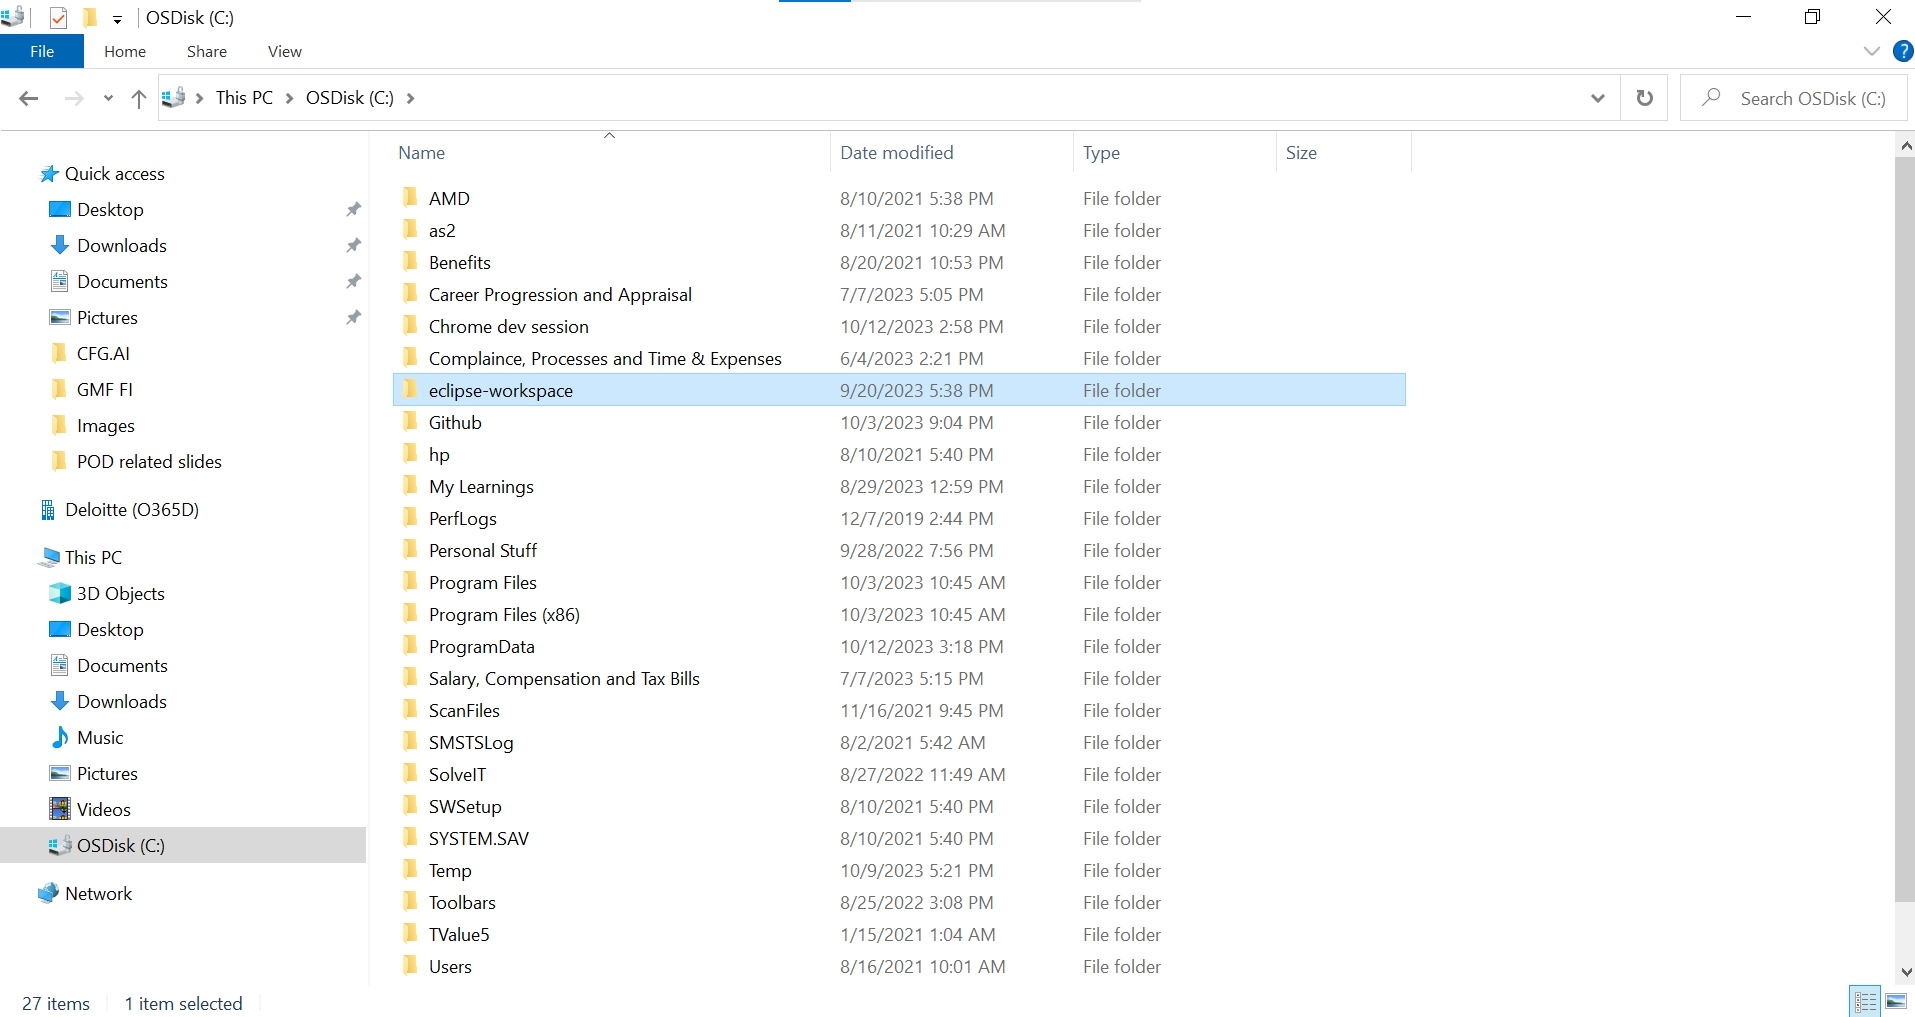 OSDisk (C:)
File Home Share View ?
This PC OSDisk (C:) Search OSDisk (C:)
Quick access
Desktop
Downloads
Documents
Pictures
CFG.AI
GMF FI
Images
POD related slides
Deloitte (O365D)
This PC
3D Objects
Desktop
Documents
Downloads
Music
Pictures
Videos
OSDisk (C:)
Network
Name Date modified Type Size
AMD 8/10/2021 5:38 PM File folder
as2 8/11/2021 10:29 AM File folder
Benefits 8/20/2021 10:53 PM File folder
Career Progression and Appraisal 7/7/2023 5:05 PM File folder
Chrome dev session 10/12/2023 2:58 PM File folder
Complaince, Processes and Time & Expenses 6/4/2023 2:21 PM File folder
eclipse-workspace 9/20/2023 5:38 PM File folder
Github 10/3/2023 9:04 PM File folder
hp 8/10/2021 5:40 PM File folder
My Learnings 8/29/2023 12:59 PM File folder
PerfLogs 12/7/2019 2:44 PM File folder
Personal Stuff 9/28/2022 7:56 PM File folder
Program Files 10/3/2023 10:45 AM File folder
Program Files (x86) 10/3/2023 10:45 AM File folder
ProgramData 10/12/2023 3:18 PM File folder
Salary, Compensation and Tax Bills 7/7/2023 5:15 PM File folder
ScanFiles 11/16/2021 9:45 PM File folder
SMSTSLog 8/2/2021 5:42 AM File folder
SolveIT 8/27/2022 11:49 AM File folder
SWSetup 8/10/2021 5:40 PM File folder
SYSTEM.SAV 8/10/2021 5:40 PM File folder
Temp 10/9/2023 5:21 PM File folder
Toolbars 8/25/2022 3:08 PM File folder
TValue5 1/15/2021 1:04 AM File folder
Users 8/16/2021 10:01 AM File folder
27 items 1 item selected